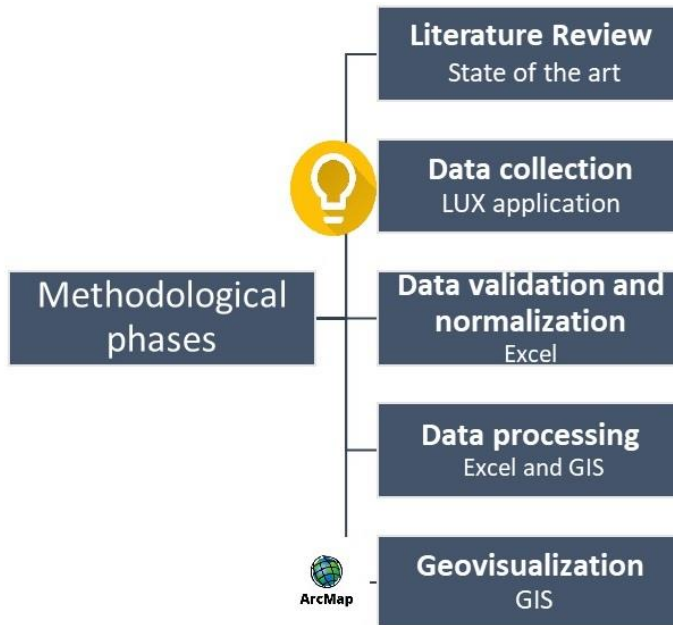 Literature Review
State of the art
Data collection
LUX application
Methodological
phases
Data validation and
normalization
Excel
Data processing
Excel and GIS
ArcMap
Geovisualization
GIS